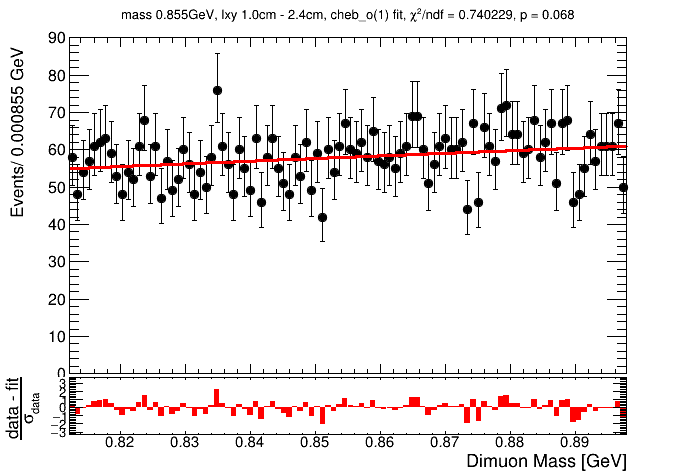 mass 0.855GeV, lxy 1.0cm - 2.4cm, cheb_o(1) fit, χ²/ndf = 0.740229, p = 0.068
Events/ 0.000855 GeV
90
80
70
60
50
40
30
20
10
0
data - fit
σdata
3
2
1
0
−1
−2
−3
0.82 0.83 0.84 0.85 0.86 0.87 0.88 0.89
Dimuon Mass [GeV]